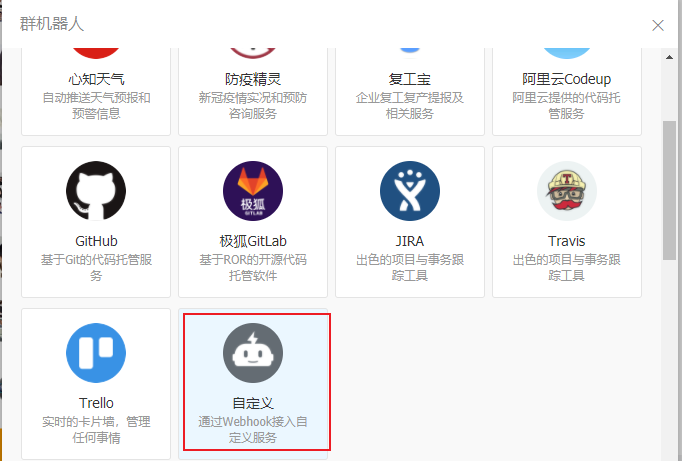 群机器人
心知天气
防疫精灵
复工宝
阿里云Codeup
自动推送天气预报和
预警信息
新冠疫情实况和预防
咨询服务
企业复工复产提报及
相关服务
阿里云提供的代码托
管服务
极狐
GITLAB
T
GitHub
极狐GitLab
JIRA
Travis
基于Git的代码托管服
务
基于ROR的开源代码
托管软件
出色的项目与事务跟
踪工具
出色的项目与事务跟
踪工具
Trello
自定义
实时的卡片墙，管理
任何事情
通过Webhook接入自
定义服务